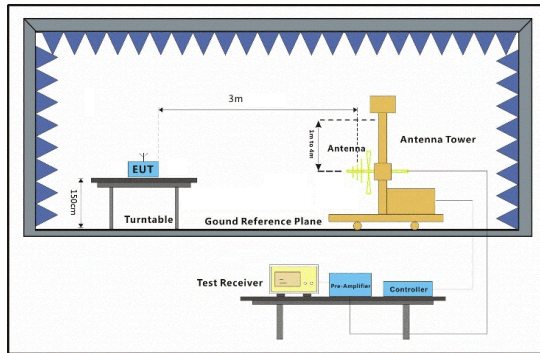 3m
1m to 4m
Antenna
Antenna Tower
EUT
150cm
Turntable
Gound Reference Plane
Test Receiver
Pre-Amplifier
Controller